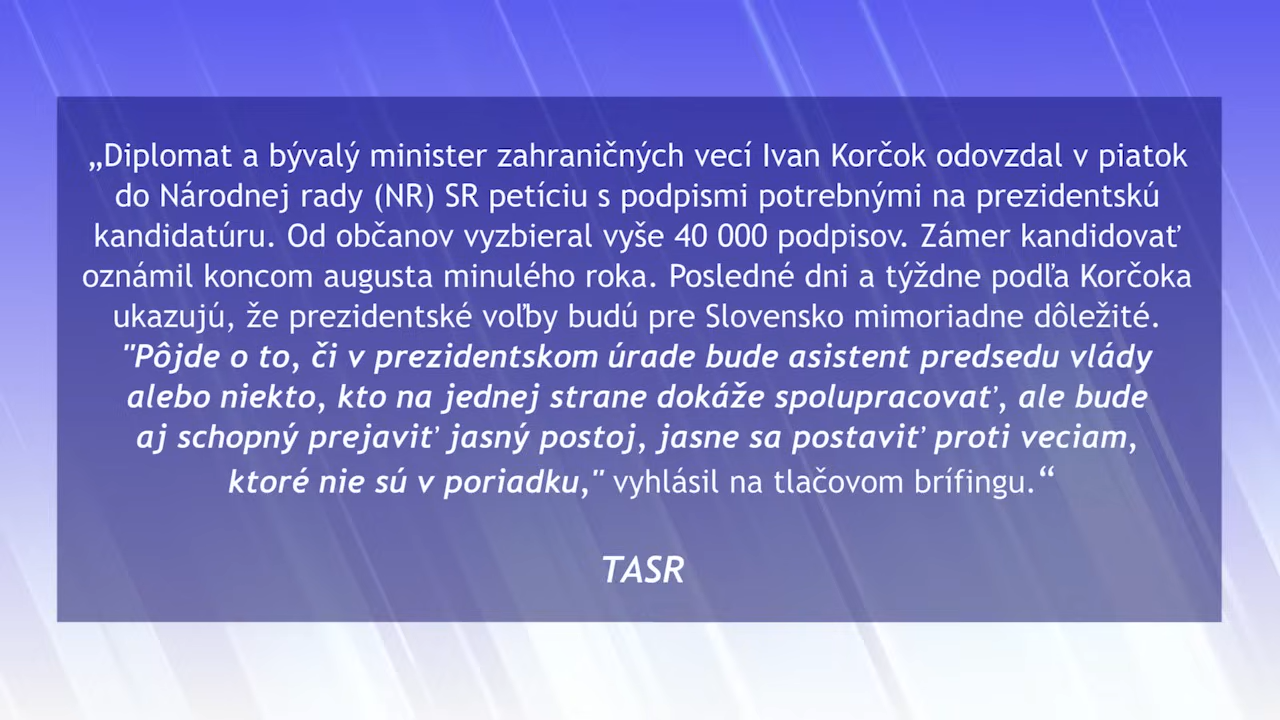 „Diplomat a bývalý minister zahraničných vecí Ivan Korčok odovzdal v piatok
do Národnej rady (NR) SR petíciu s podpismi potrebnými na prezidentskú
kandidatúru. Od občanov vyzbieral vyše 40 000 podpisov. Zámer kandidovať
oznámil koncom augusta minulého roka. Posledné dni a týždne podľa Korčoka
ukazujú, že prezidentské voľby budú pre Slovensko mimoriadne dôležité.
"Pôjde o to, či v prezidentskom úrade bude asistent predsedu vlády
alebo niekto, kto na jednej strane dokáže spolupracovať, ale bude
aj schopný prejaviť jasný postoj, jasne sa postaviť proti veciam,
ktoré nie sú v poriadku," vyhlásil na tlačovom brífingu.“
TASR